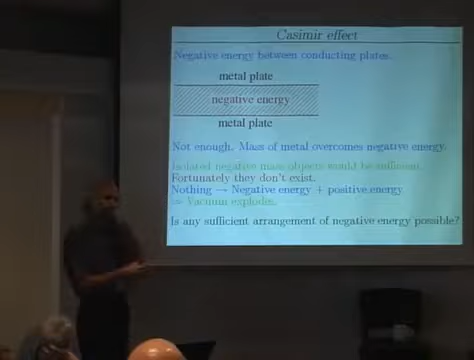 Casimir effect
Negative energy between conducting plates.
metal plate
negative energy
metal plate
Not enough. Mass of metal overcomes negative energy.
Isolated negative mass objects would be sufficient.
Fortunately they don't exist.
Nothing → Negative energy + positive energy
⇒ Vacuum explodes.
Is any sufficient arrangement of negative energy possible?